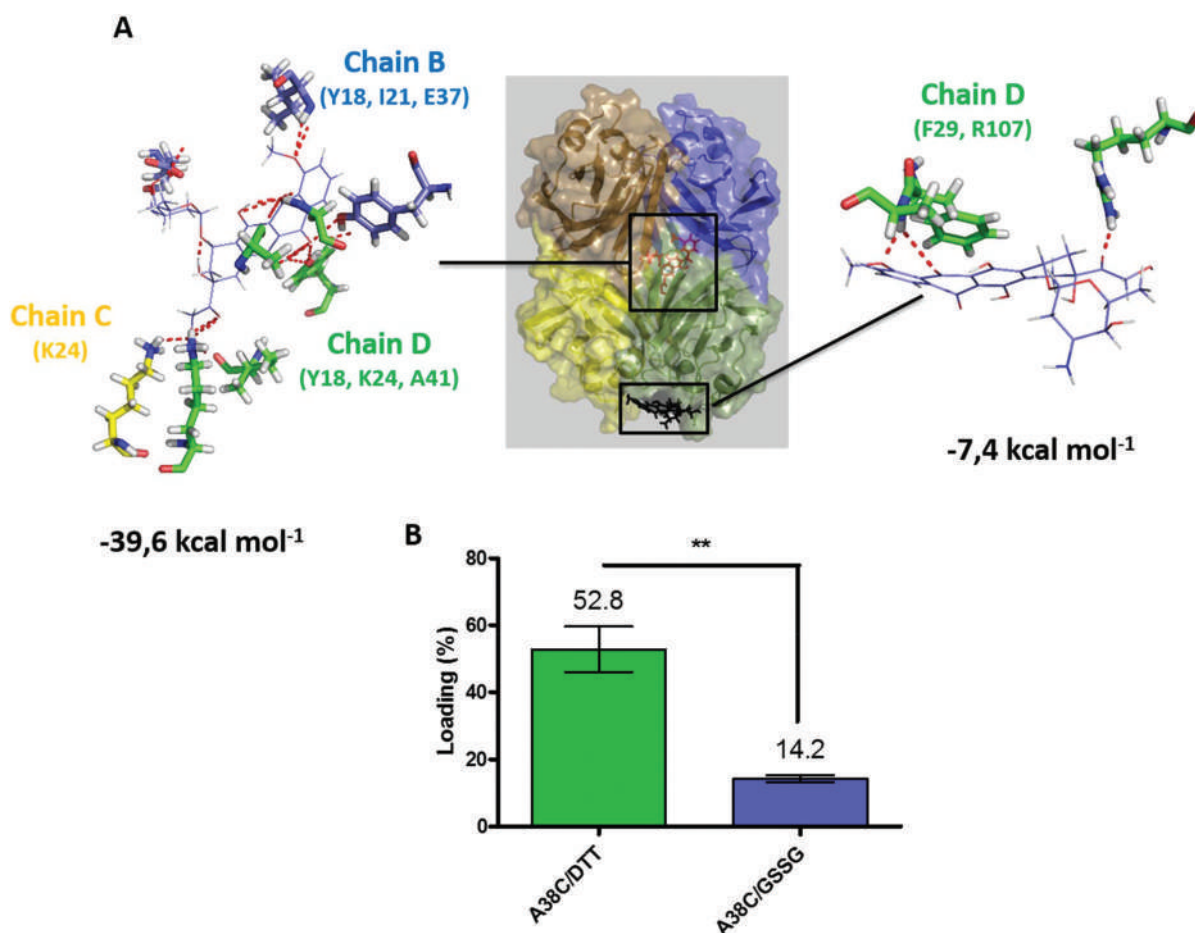 A
Chain B
(Y18, I21, E37)
Chain D
(F29, R107)
Chain C
(K24)
Chain D
(Y18, K24, A41)
-39,6 kcal mol⁻¹
-7,4 kcal mol⁻¹
B
**
80
60
40
20
0
Loading (%)
52.8
14.2
A38C/DTT
A38C/GSSG